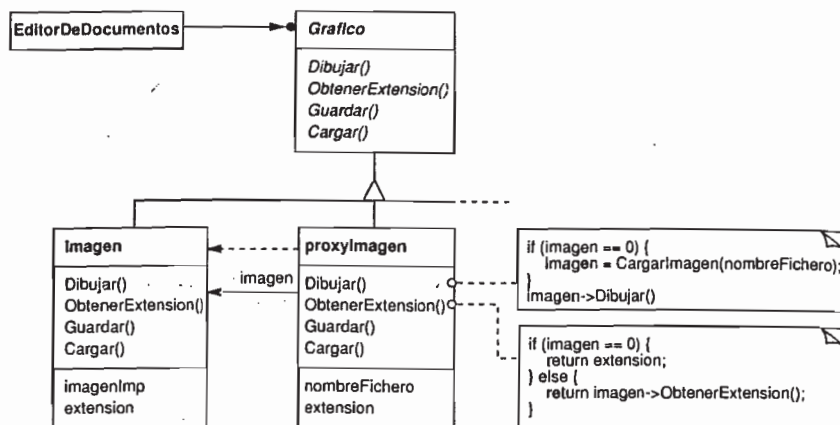 EditorDeDocumentos
Grafico
Dibujar()
ObtenerExtension()
Guardar()
Cargar()
Imagen
Dibujar()
ObtenerExtension()
Guardar()
Cargar()
imagenImp
extension
imagen
proxyImagen
Dibujar()
ObtenerExtension()
Guardar()
Cargar()
nombreFichero
extension
if (imagen == 0) {
imagen = CargarImagen(nombreFichero);
}
imagen->Dibujar()
if (imagen == 0) {
return extension;
} else {
return imagen->ObtenerExtension();
}